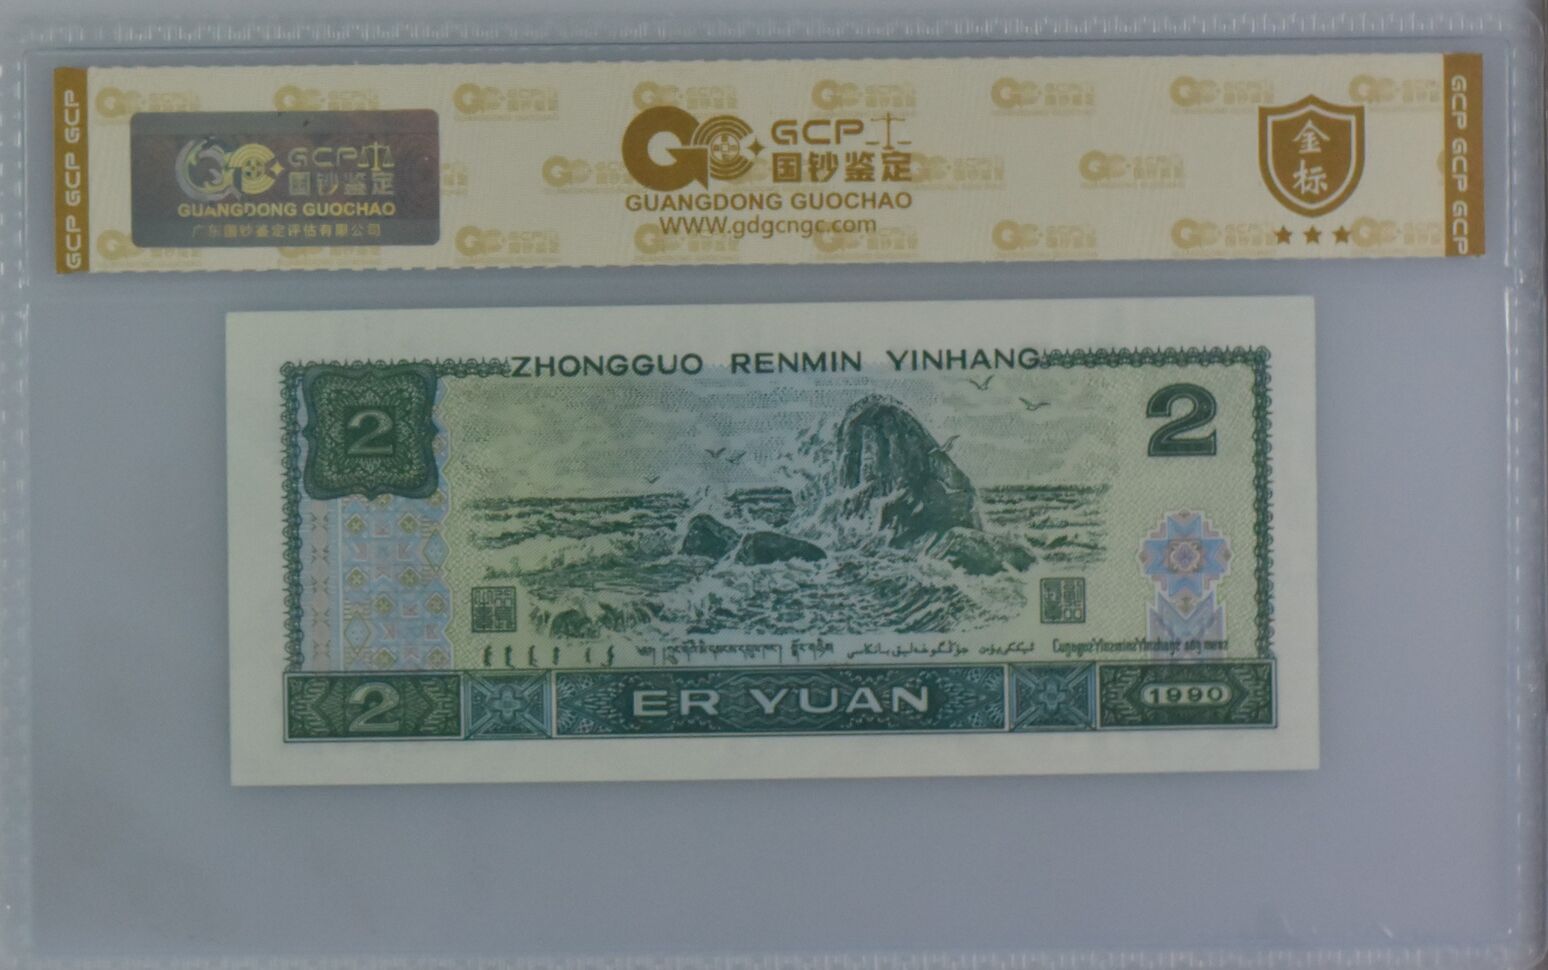 GCP GCP GCP
GCP
国钞鉴定
GUANGDONG GUOCHAO
广东国钞鉴定评估有限公司
GCP
国钞鉴定
GUANGDONG GUOCHAO
WWW.gdgcngc.com
金标
GCP GCP GCP
ZHONGGUO RENMIN YINHANG
2
2
2
ER YUAN
1990